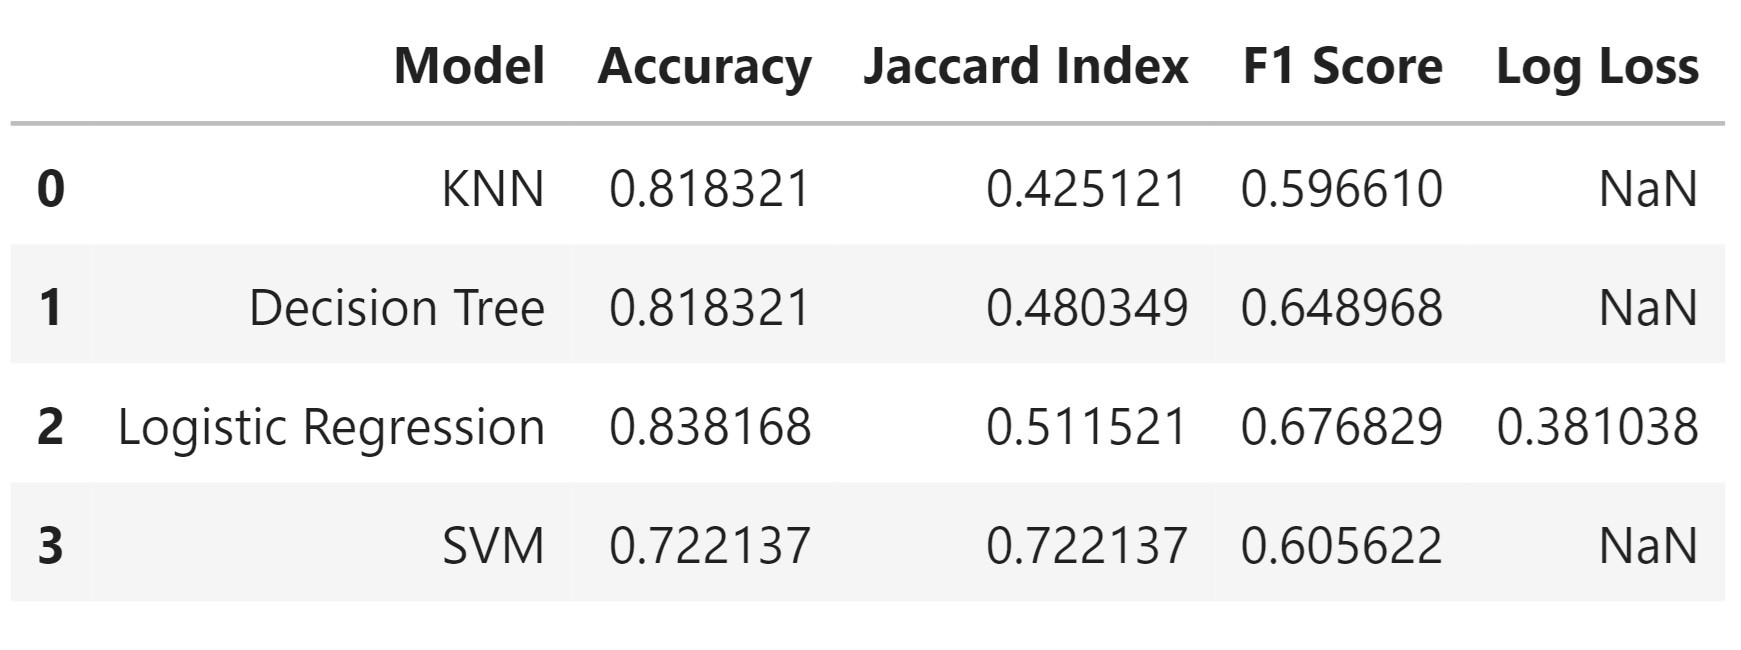 Model Accuracy Jaccard Index F1 Score Log Loss
0 KNN 0.818321 0.425121 0.596610 NaN
1 Decision Tree 0.818321 0.480349 0.648968 NaN
2 Logistic Regression 0.838168 0.511521 0.676829 0.381038
3 SVM 0.722137 0.722137 0.605622 NaN